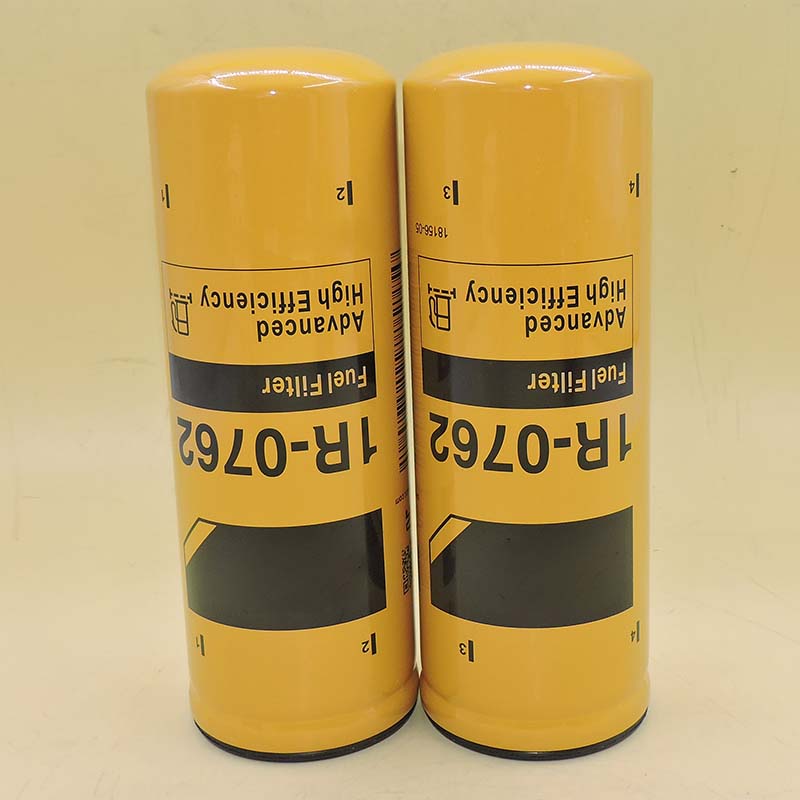 1R-0762
Fuel Filter
Advanced
High Efficiency
1
2
1
2
1R-0762
Fuel Filter
Advanced
High Efficiency
18156-05
3
4
3
4